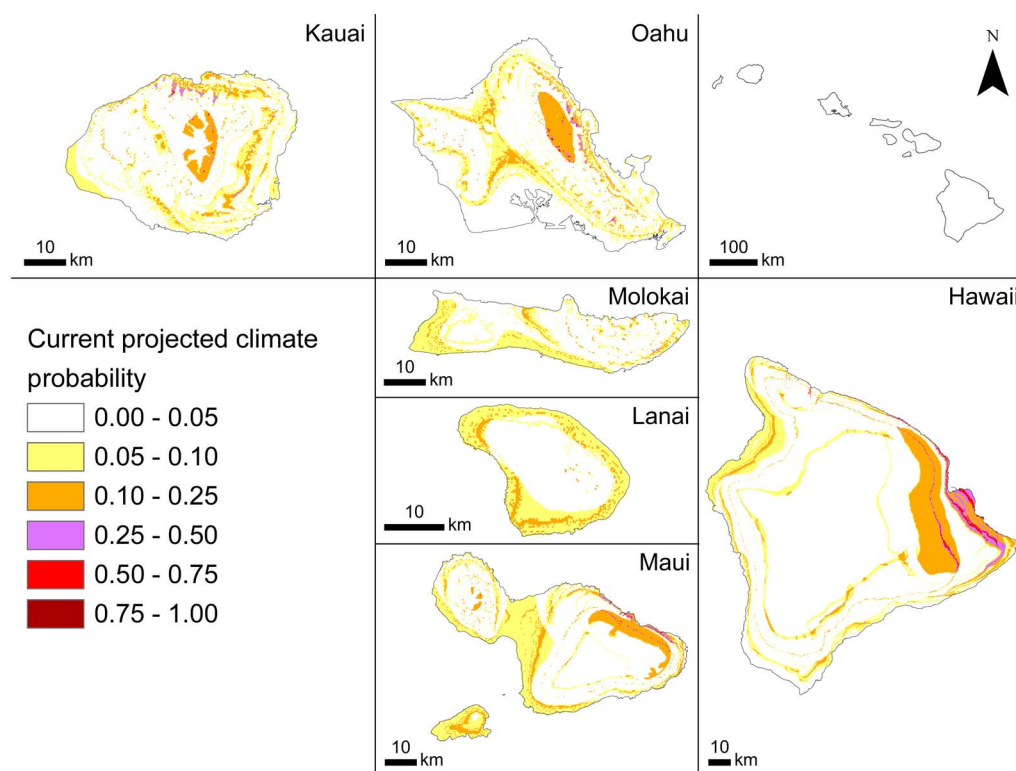 Kauai
10
km
Oahu
10
km
N
100
km
Current projected climate
probability
0.00 - 0.05
0.05 - 0.10
0.10 - 0.25
0.25 - 0.50
0.50 - 0.75
0.75 - 1.00
Molokai
10
km
Lanai
10
km
Maui
10
km
Hawaii
10
km